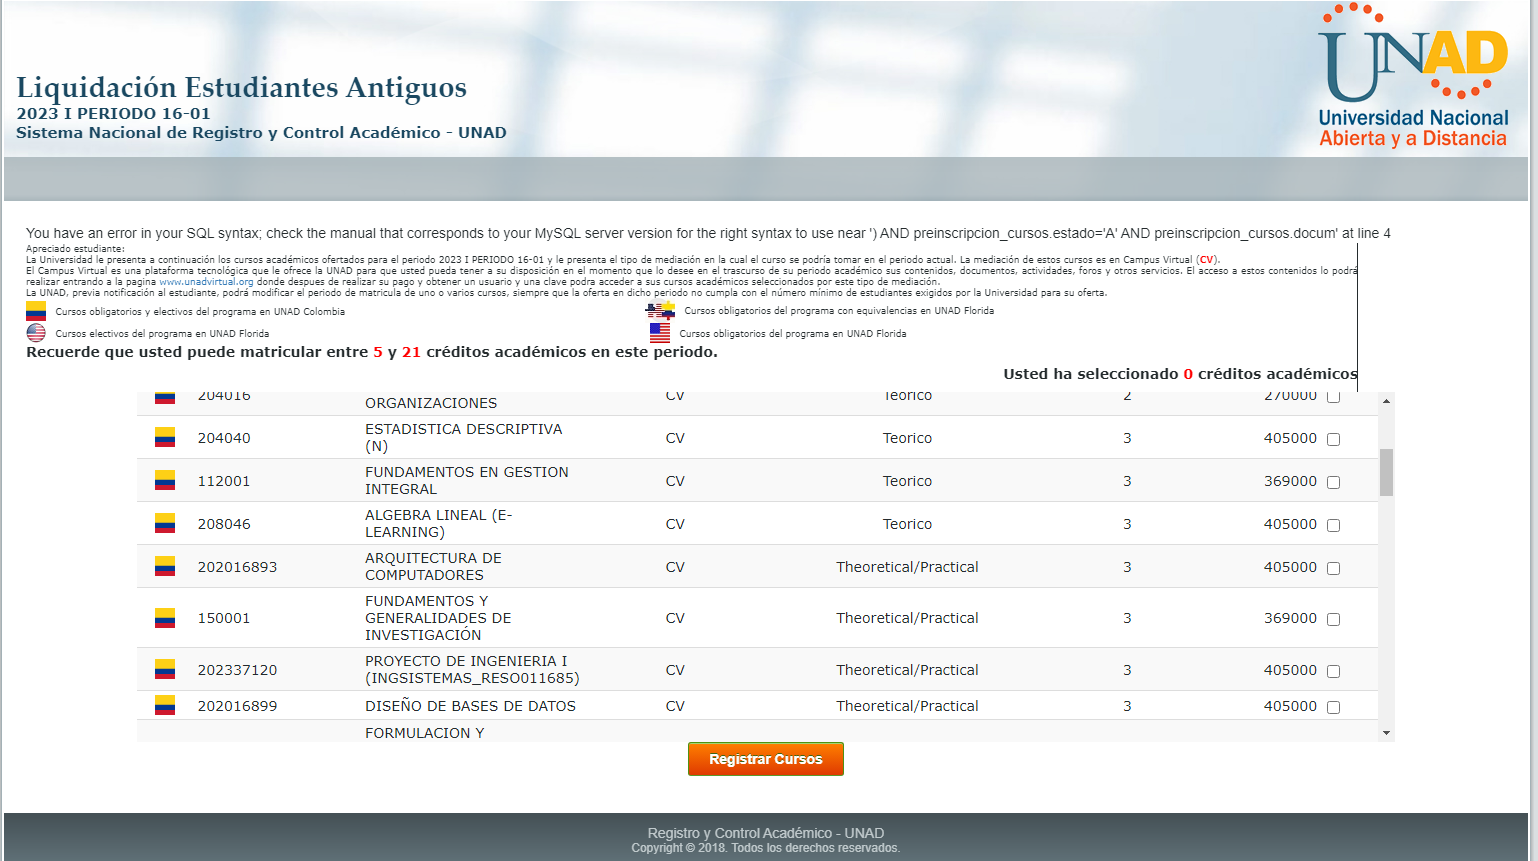 Liquidación Estudiantes Antiguos
2023 I PERIODO 16-01
Sistema Nacional de Registro y Control Académico - UNAD
UNAD
Universidad Nacional
Abierta y a Distancia
You have an error in your SQL syntax; check the manual that corresponds to your MySQL server version for the right syntax to use near ') AND preinscripcion_cursos.estado='A' AND preinscripcion_cursos.docum' at line 4
Apreciado estudiante:
La Universidad le presenta a continuación los cursos académicos ofertados para el periodo 2023 I PERIODO 16-01 y le presenta el tipo de mediación en la cual el curso se podría tomar en el periodo actual. La mediación de estos cursos es en Campus Virtual (CV).
El Campus Virtual es una plataforma tecnológica que le ofrece la UNAD para que usted pueda tener a su disposición en el momento que lo desee en el trascurso de su periodo académico sus contenidos, documentos, actividades, foros y otros servicios. El acceso a estos contenidos lo podrá
realizar entrando a la pagina www.unadvirtual.org donde despues de realizar su pago y obtener un usuario y una clave podra acceder a sus cursos académicos seleccionados por este tipo de mediación.
La UNAD, previa notificación al estudiante, podrá modificar el periodo de matricula de uno o varios cursos, siempre que la oferta en dicho periodo no cumpla con el número mínimo de estudiantes exigidos por la Universidad para su oferta.
Cursos obligatorios y electivos del programa en UNAD Colombia
Cursos obligatorios del programa con equivalencias en UNAD Florida
Cursos electivos del programa en UNAD Florida
Cursos obligatorios del programa en UNAD Florida
Recuerde que usted puede matricular entre 5 y 21 créditos académicos en este periodo.
Usted ha seleccionado 0 créditos académicos
204016 ORGANIZACIONES CV Teorico 2 270000
204040 ESTADISTICA DESCRIPTIVA (N) CV Teorico 3 405000
112001 FUNDAMENTOS EN GESTION INTEGRAL CV Teorico 3 369000
208046 ALGEBRA LINEAL (E-LEARNING) CV Teorico 3 405000
202016893 ARQUITECTURA DE COMPUTADORES CV Theoretical/Practical 3 405000
150001 FUNDAMENTOS Y GENERALIDADES DE INVESTIGACIÓN CV Theoretical/Practical 3 369000
202337120 PROYECTO DE INGENIERIA I (INGSISTEMAS_RESO011685) CV Theoretical/Practical 3 405000
202016899 DISEÑO DE BASES DE DATOS CV Theoretical/Practical 3 405000
FORMULACION Y
Registrar Cursos
Registro y Control Académico - UNAD
Copyright © 2018. Todos los derechos reservados.